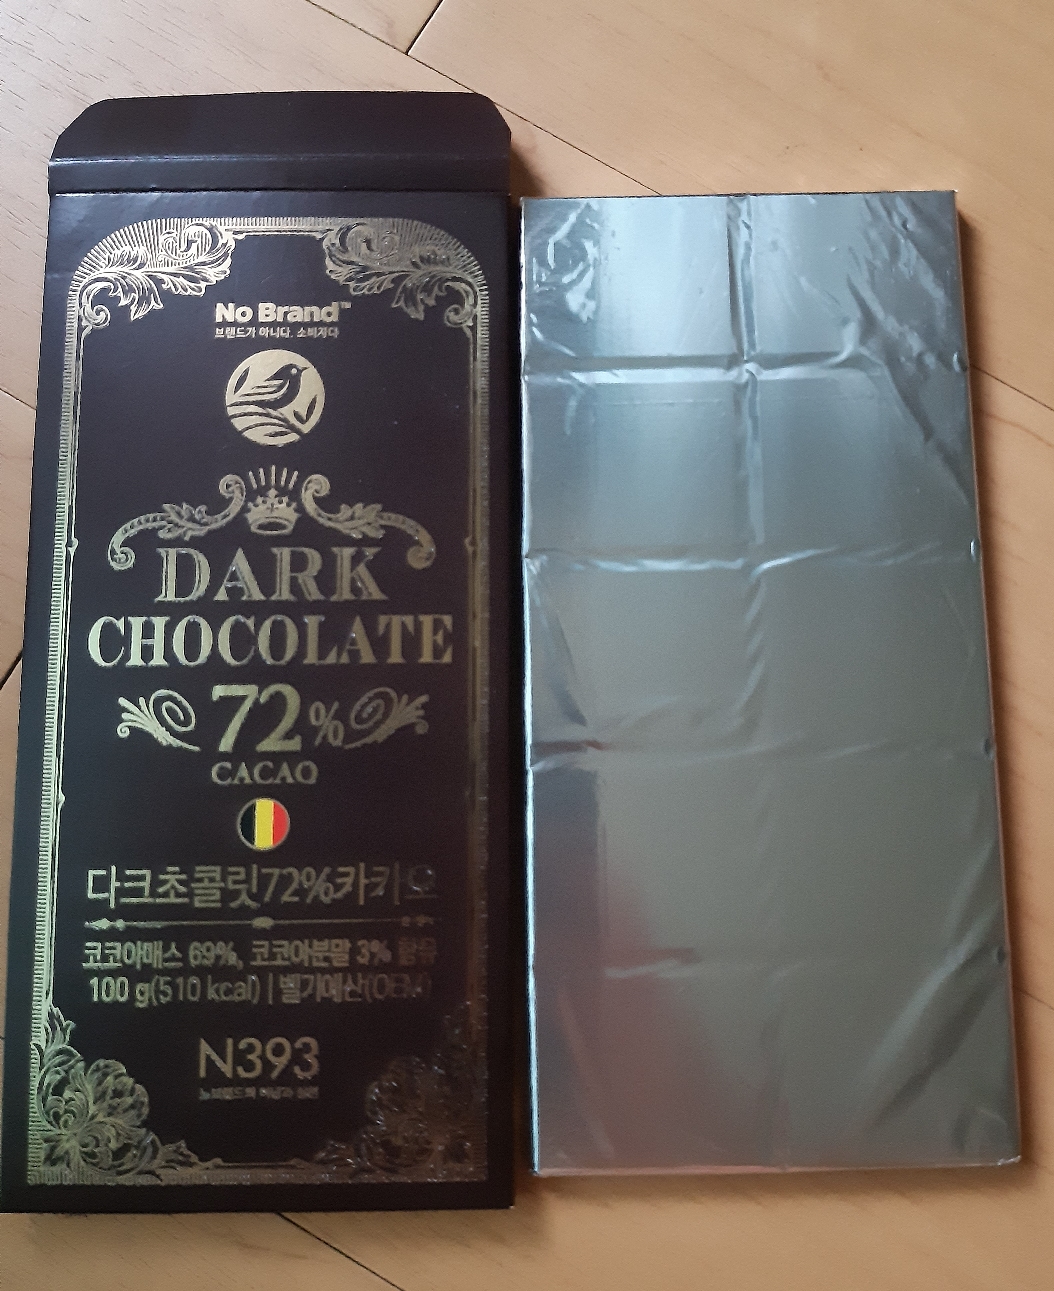 No Brand™
브랜드가 아니다. 소비자다
DARK
CHOCOLATE
72%
CACAO
다크초콜릿72%카카오
코코아매스 69%, 코코아분말 3% 함유
100 g(510 kcal) | 벨기에산(OEM)
N393